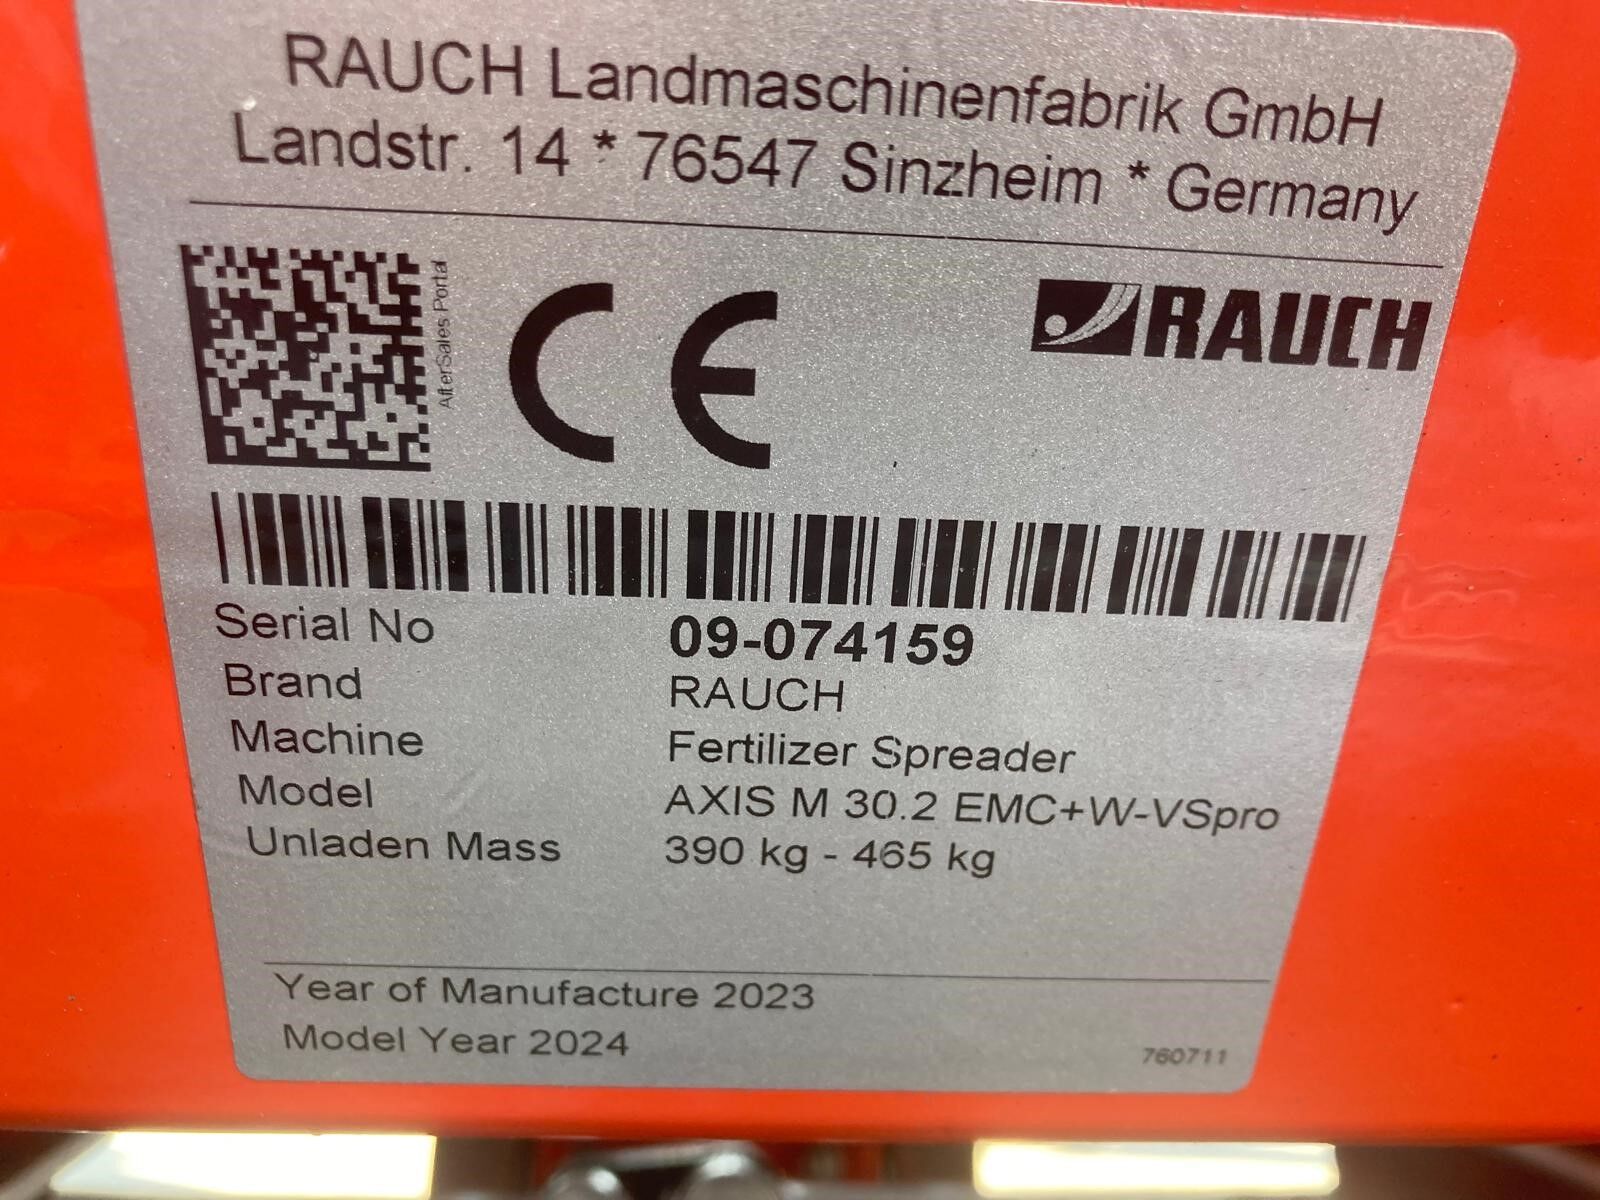 RAUCH Landmaschinenfabrik GmbH
Landstr. 14 * 76547 Sinzheim * Germany
AfterSales Portal
CE
RAUCH
Serial No 09-074159
Brand RAUCH
Machine Fertilizer Spreader
Model AXIS M 30.2 EMC+W-VSpro
Unladen Mass 390 kg - 465 kg
Year of Manufacture 2023
Model Year 2024
760711